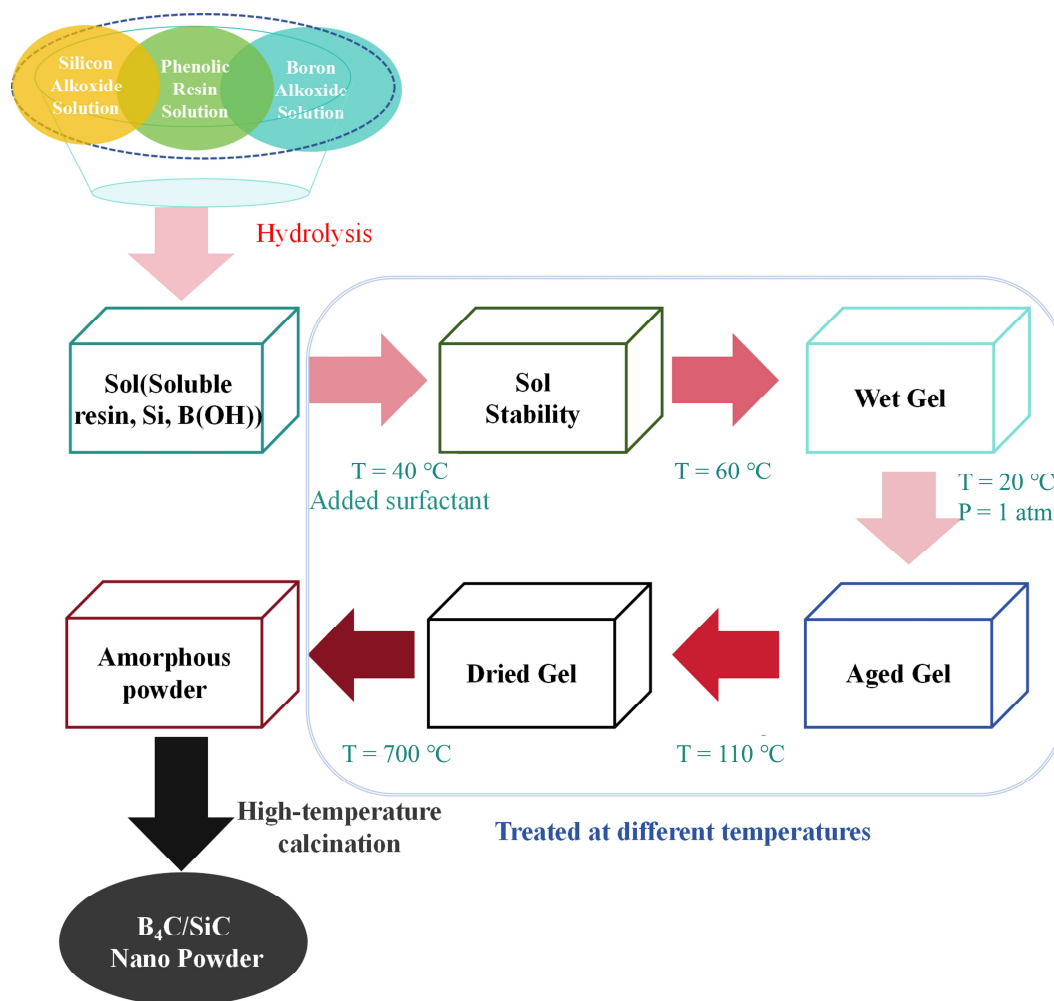 Silicon
Alkoxide
Solution
Phenolic
Resin
Solution
Boron
Alkoxide
Solution
Hydrolysis
Sol(Soluble
resin, Si, B(OH))
Sol
Stability
Wet Gel
T = 40 °C
Added surfactant
T = 60 °C
T = 20 °C
P = 1 atm
Amorphous
powder
Dried Gel
Aged Gel
T = 700 °C
T = 110 °C
High-temperature
calcination
Treated at different temperatures
B₄C/SiC
Nano Powder